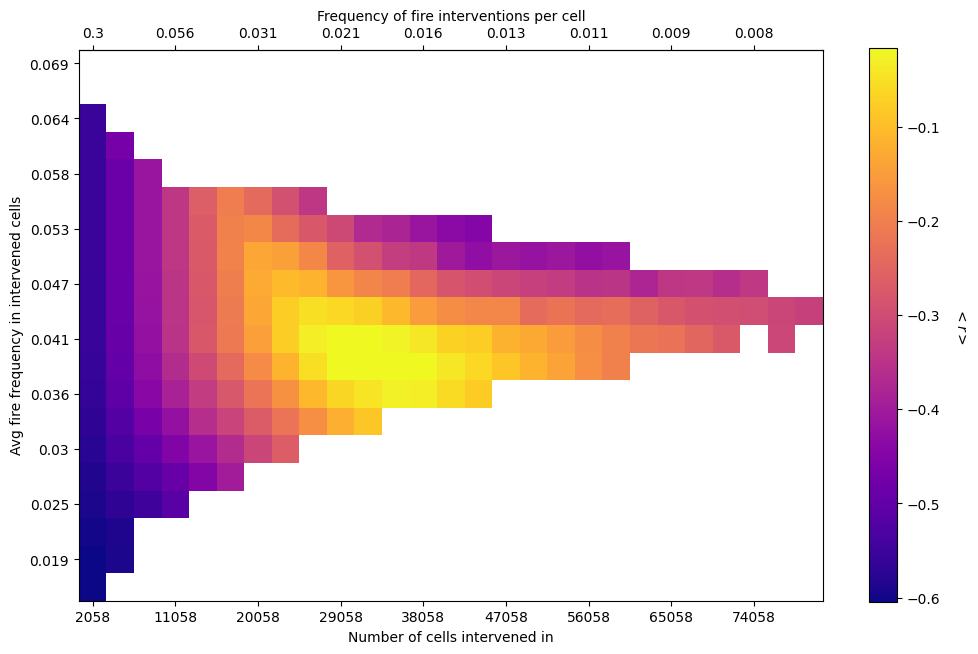 Frequency of fire interventions per cell
0.3 0.056 0.031 0.021 0.016 0.013 0.011 0.009 0.008
0.069
0.064
0.058
0.053
0.047
0.041
0.036
0.03
0.025
0.019
Avg fire frequency in intervened cells
2058 11058 20058 29058 38058 47058 56058 65058 74058
Number of cells intervened in
−0.1
−0.2
−0.3
−0.4
−0.5
−0.6
< r >